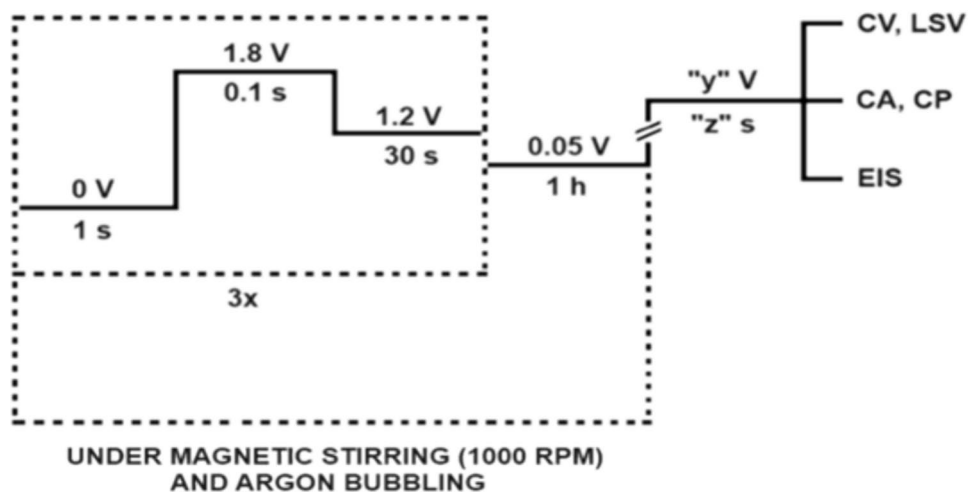 0 V
1 s
1.8 V
0.1 s
1.2 V
30 s
3x
0.05 V
1 h
"y" V
"z" s
CV, LSV
CA, CP
EIS
UNDER MAGNETIC STIRRING (1000 RPM)
AND ARGON BUBBLING